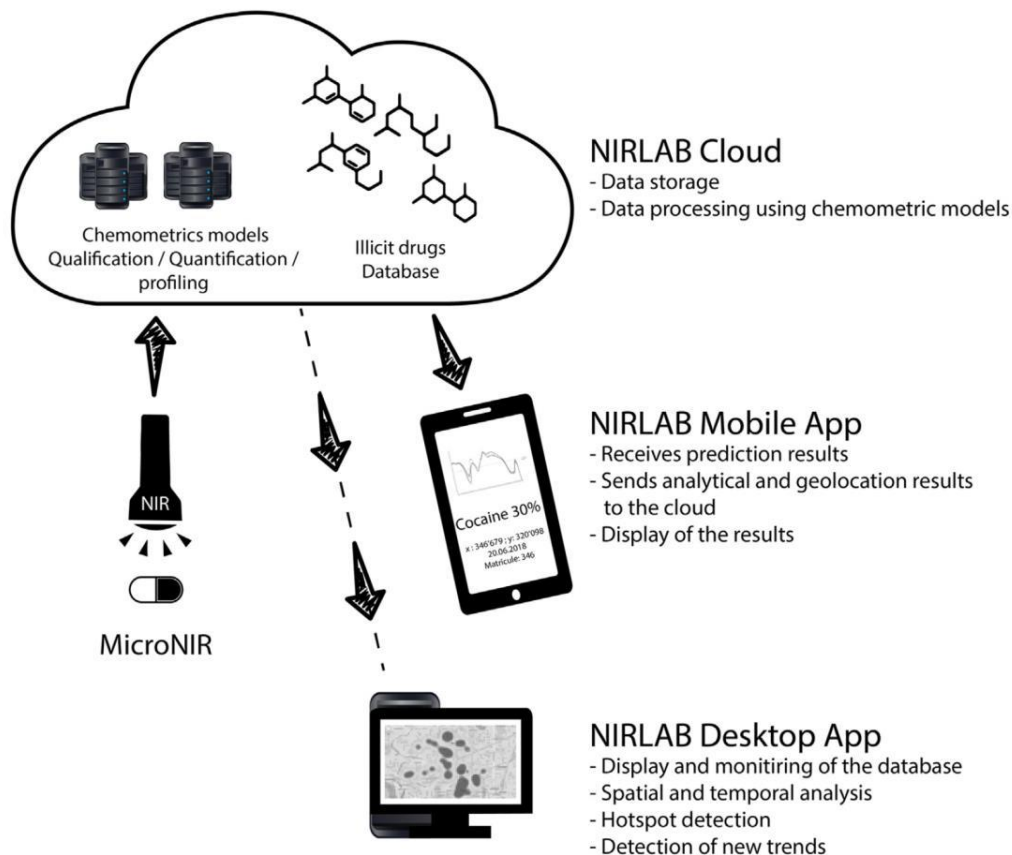 Chemometrics models
Qualification / Quantification /
profiling
Illicit drugs
Database
NIRLAB Cloud
- Data storage
- Data processing using chemometric models
NIR
MicroNIR
Cocaine 30%
x : 346'679 ; y: 320'098
20.06.2018
Matricule: 346
NIRLAB Mobile App
- Receives prediction results
- Sends analytical and geolocation results
to the cloud
- Display of the results
NIRLAB Desktop App
- Display and monitiring of the database
- Spatial and temporal analysis
- Hotspot detection
- Detection of new trends